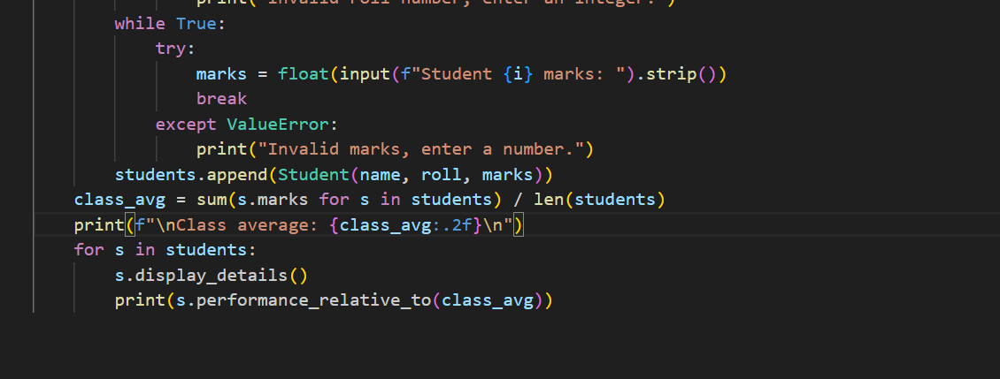 print("Invalid roll number, enter an integer.")
while True:
try:
marks = float(input(f"Student {i} marks: ").strip())
break
except ValueError:
print("Invalid marks, enter a number.")
students.append(Student(name, roll, marks))
class_avg = sum(s.marks for s in students) / len(students)
print(f"\nClass average: {class_avg:.2f}\n")
for s in students:
s.display_details()
print(s.performance_relative_to(class_avg))